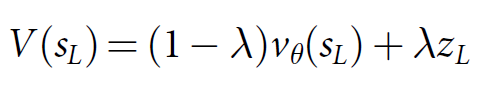 V(s_L) = (1 − λ)v_θ(s_L) + λz_L